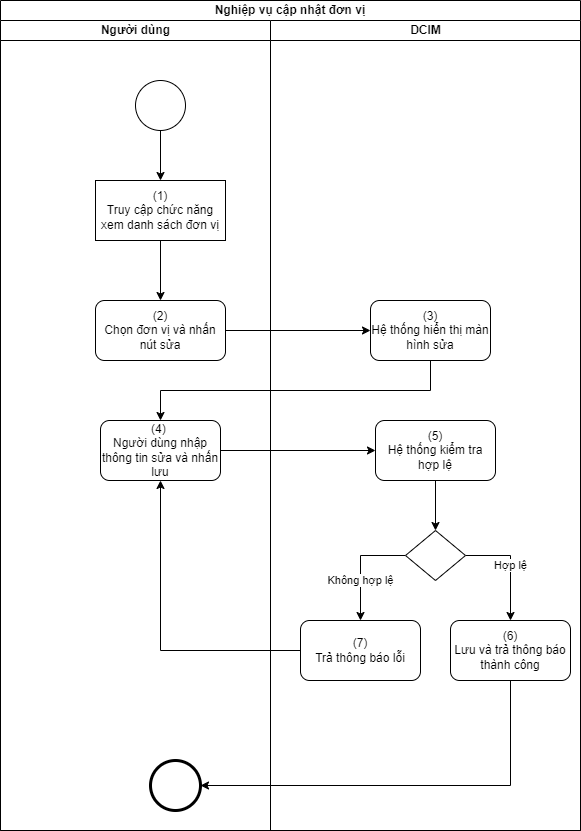 Nghiệp vụ cập nhật đơn vị
Người dùng
DCIM
(1)
Truy cập chức năng
xem danh sách đơn vị
(2)
Chọn đơn vị và nhấn
nút sửa
(3)
Hệ thống hiển thị màn
hình sửa
(4)
Người dùng nhập
thông tin sửa và nhấn
lưu
(5)
Hệ thống kiểm tra
hợp lệ
Hợp lệ
Không hợp lệ
(7)
Trả thông báo lỗi
(6)
Lưu và trả thông báo
thành công